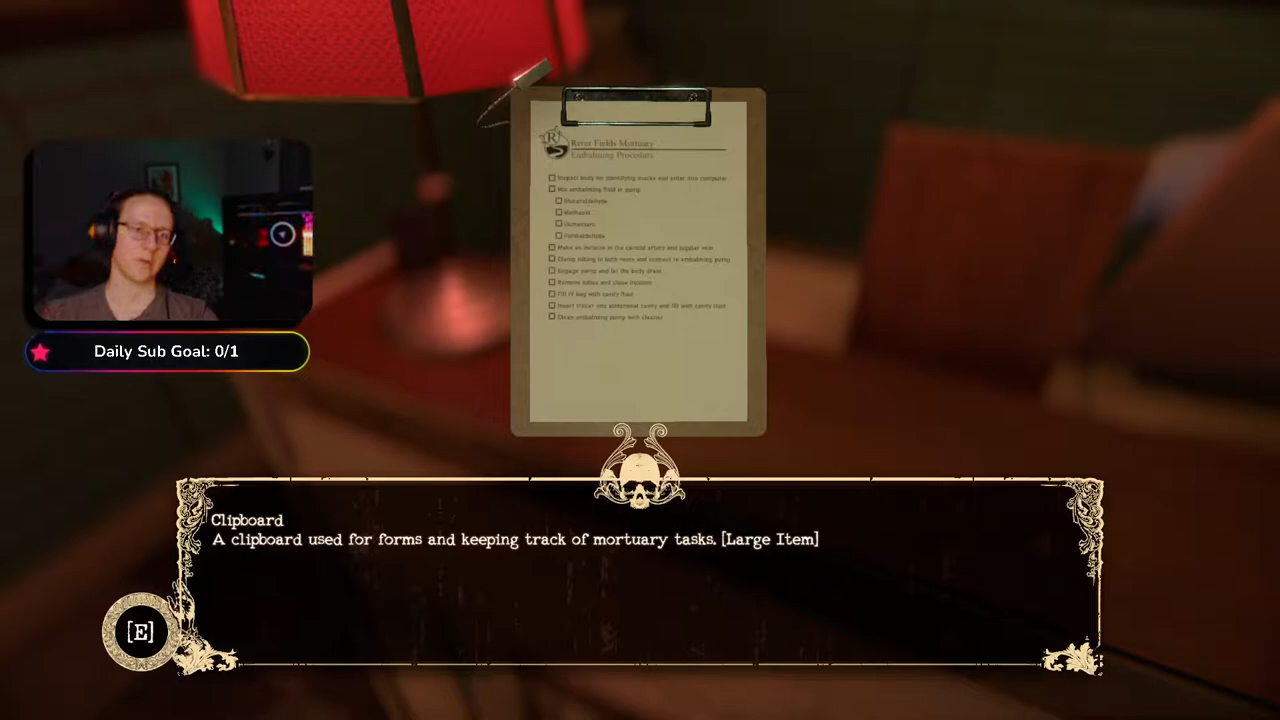 River Fields Mortuary
Embalming Procedure
Inspect body for identifying marks and enter into computer
Mix embalming fluid in pump
Glutaraldehyde
Methanol
Humectant
Formaldehyde
Make an incision in the carotid artery and jugular vein
Clamp tubing to both veins and connect to embalming pump
Engage pump and let the body drain
Remove tubes and close incision
Fill IV bag with cavity fluid
Insert trocar into abdominal cavity and fill with cavity fluid
Clean embalming pump with cleaner
Daily Sub Goal: 0/1
Clipboard
A clipboard used for forms and keeping track of mortuary tasks. [Large Item]
[E]